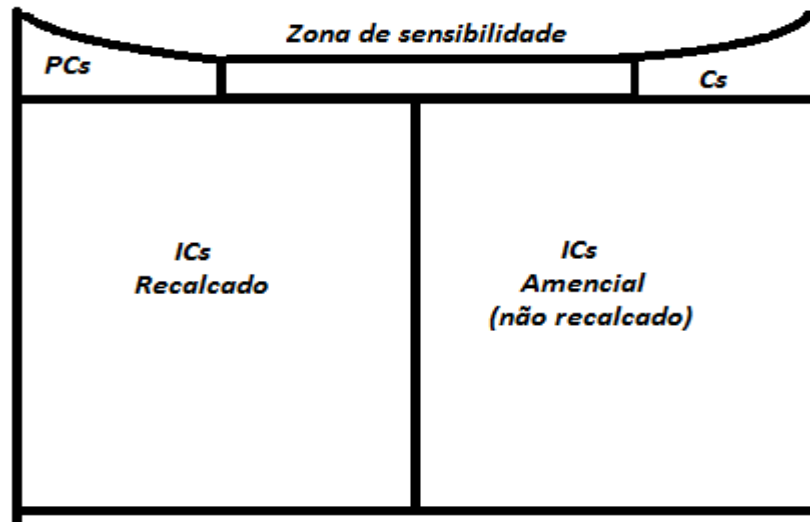 Zona de sensibilidade
PCs
Cs
ICs
Recalcado
ICs
Amencial
(não recalcado)